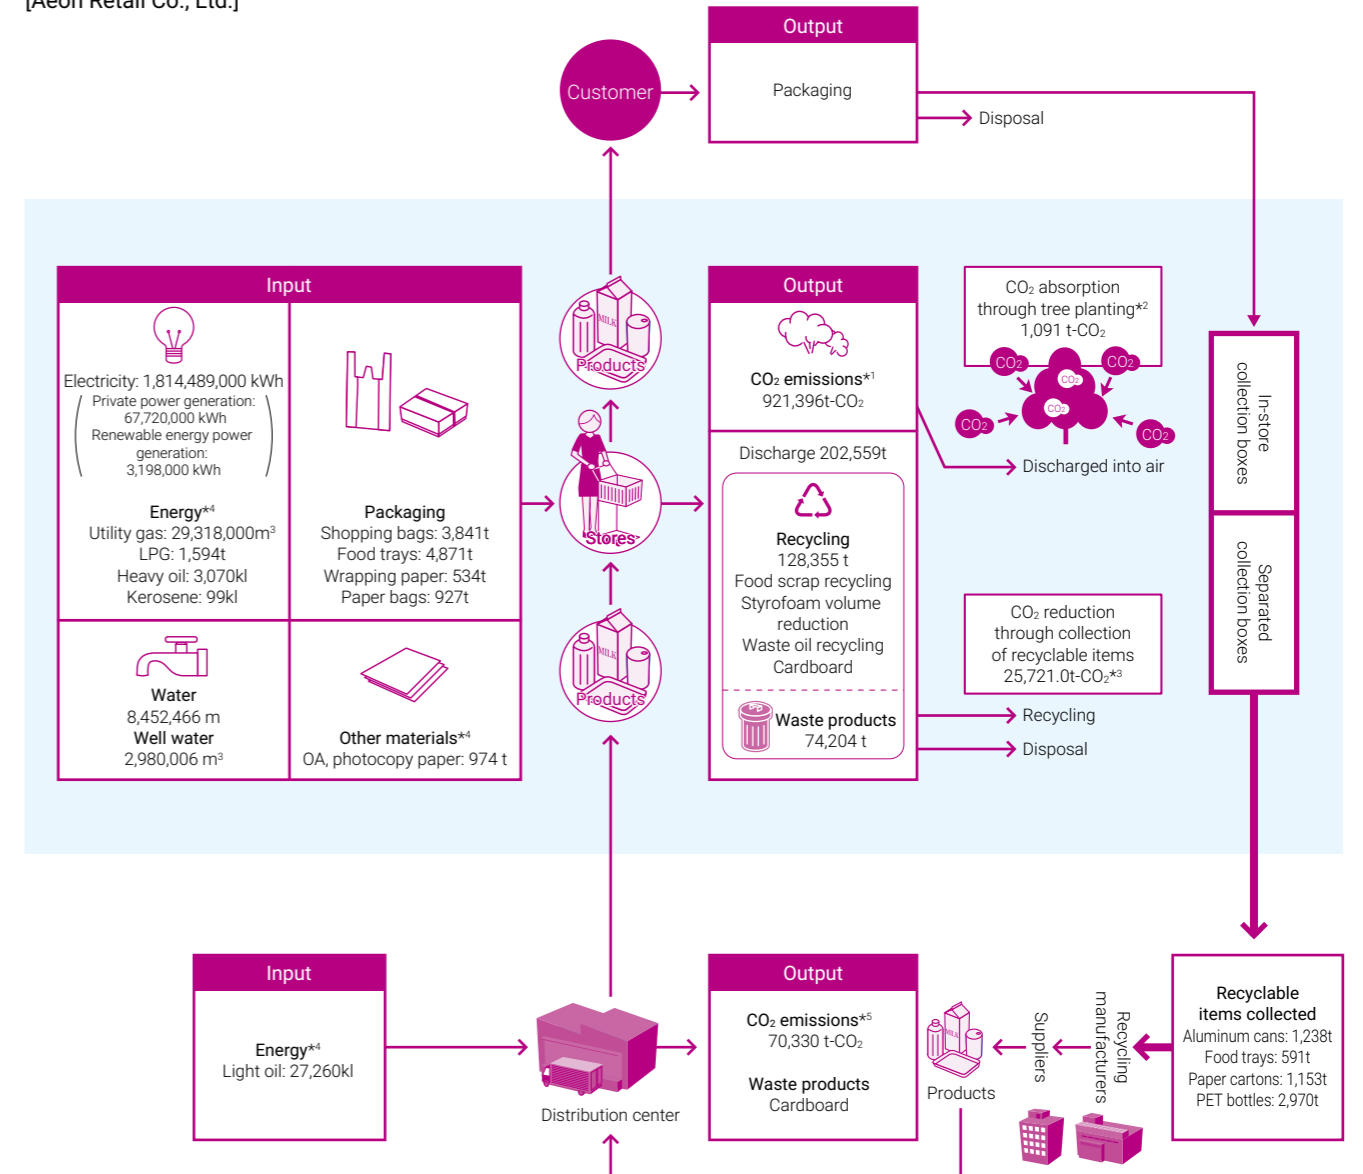 [Aeon Retail Co., Ltd.]
Output
Packaging
Customer
Disposal
Input
Electricity: 1,814,489,000 kWh
Private power generation:
67,720,000 kWh
Renewable energy power
generation:
3,198,000 kWh
Energy*4
Utility gas: 29,318,000m3
LPG: 1,594t
Heavy oil: 3,070kl
Kerosene: 99kl
Packaging
Shopping bags: 3,841t
Food trays: 4,871t
Wrapping paper: 534t
Paper bags: 927t
Water
8,452,466 m
Well water
2,980,006 m3
Other materials*4
OA, photocopy paper: 974 t
MILK
Products
Stores
MILK
Products
Output
CO2 emissions*1
921,396t-CO2
Discharge 202,559t
Recycling
128,355 t
Food scrap recycling
Styrofoam volume
reduction
Waste oil recycling
Cardboard
Waste products
74,204 t
CO2 absorption
through tree planting*2
1,091 t-CO2
CO2
CO2
CO2
CO2
CO2
CO2
Discharged into air
CO2 reduction
through collection
of recyclable items
25,721.0t-CO2*3
Recycling
Disposal
In-store
collection boxes
Separated
collection boxes
Input
Energy*4
Light oil: 27,260kl
Distribution center
Output
CO2 emissions*5
70,330 t-CO2
Waste products
Cardboard
MILK
Products
Suppliers
Recycling
manufacturers
Recyclable
items collected
Aluminum cans: 1,238t
Food trays: 591t
Paper cartons: 1,153t
PET bottles: 2,970t